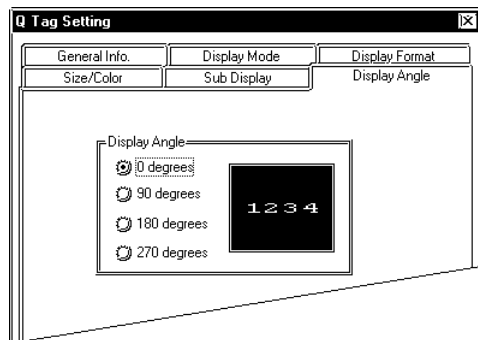 Q Tag Setting
General Info. Display Mode Display Format
Size/Color Sub Display Display Angle
Display Angle
0 degrees
90 degrees
1234
180 degrees
270 degrees